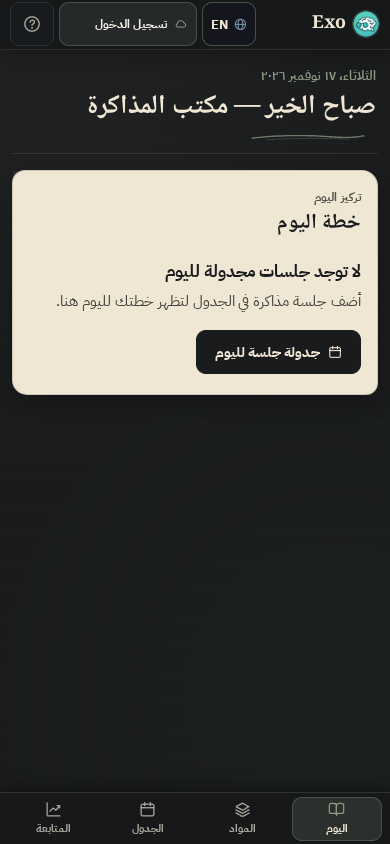 Exo
EN
تسجيل الدخول
الثلاثاء، ١٧ نوفمبر ٢٠٢٦
صباح الخير — مكتب المذاكرة
تركيز اليوم
خطة اليوم
لا توجد جلسات مجدولة لليوم
أضف جلسة مذاكرة في الجدول لتظهر خطتك لليوم هنا.
جدولة جلسة لليوم
اليوم
المواد
الجدول
المتابعة